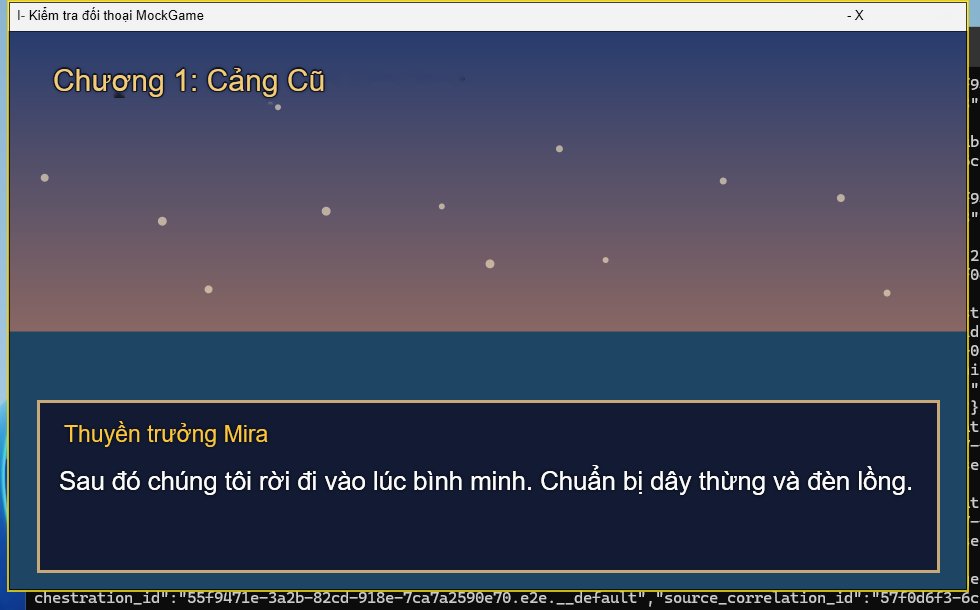 I- Kiểm tra đối thoại MockGame
- X
Chương 1: Cảng Cũ
Thuyền trưởng Mira
Sau đó chúng tôi rời đi vào lúc bình minh. Chuẩn bị dây thừng và đèn lồng.
chestration_id":"55f9471e-3a2b-82cd-918e-7ca7a2590e70.e2e.__default","source_correlation_id":"57f0d6f3-6